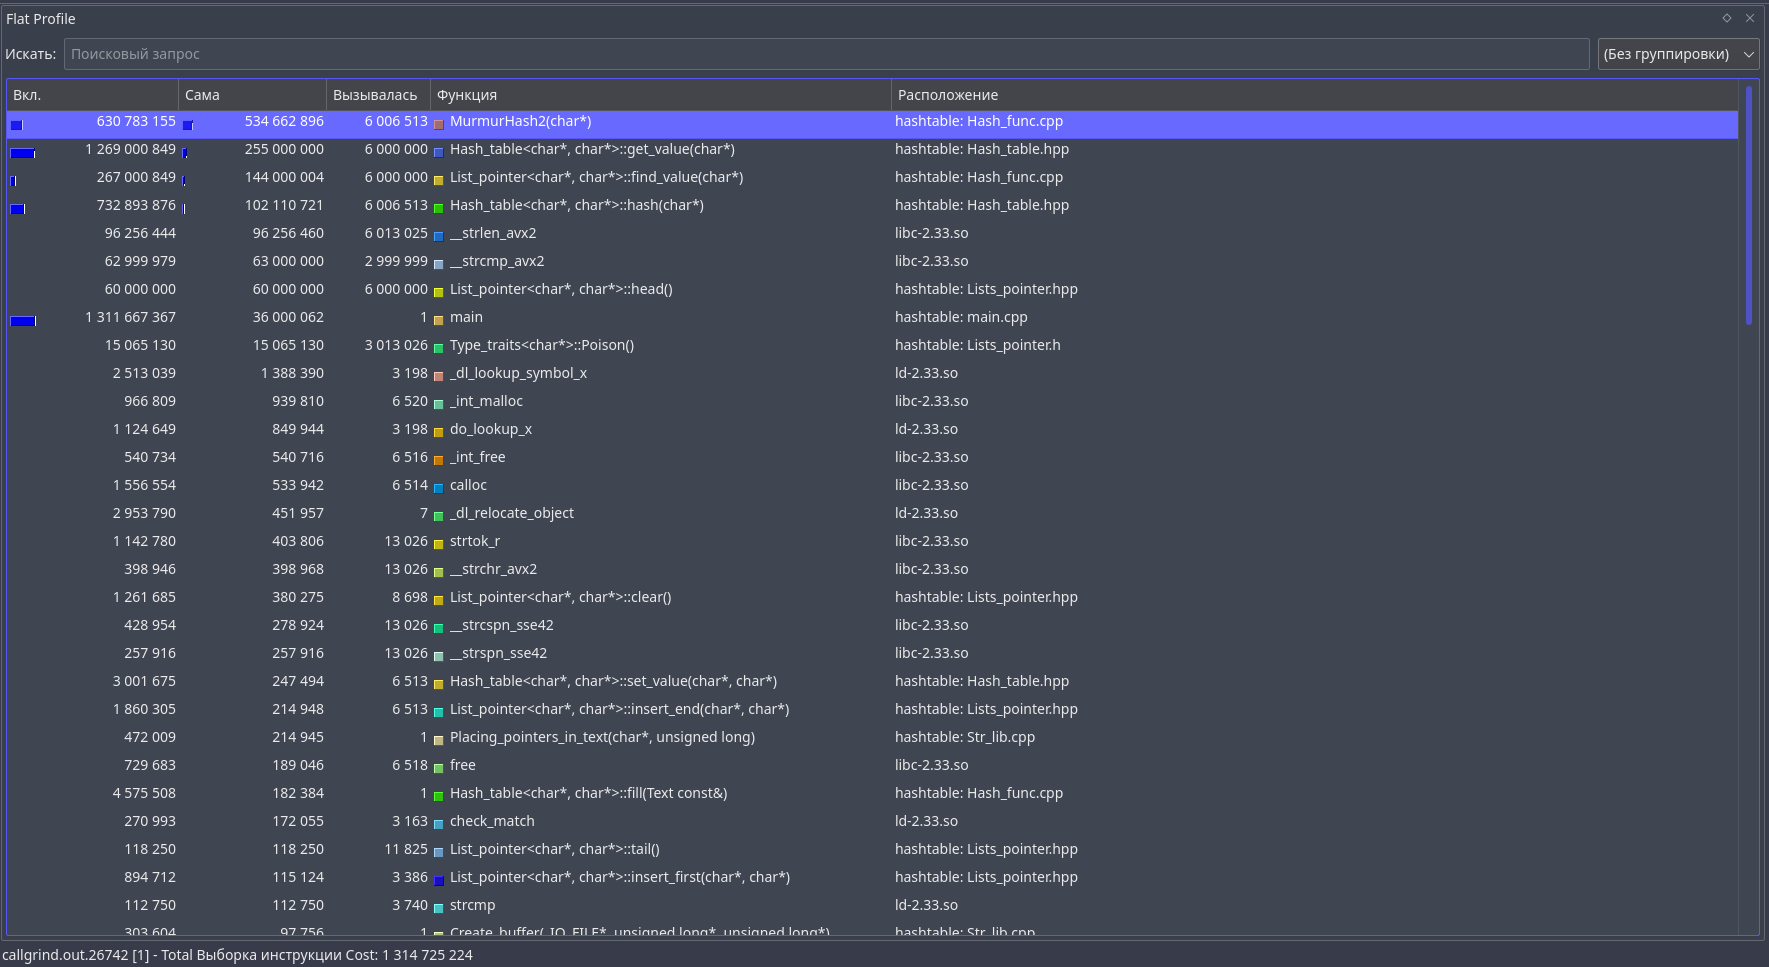 Flat Profile
Искать: Поисковый запрос (Без группировки)
Вкл. Сама Вызывалась Функция Расположение
630 783 155 534 662 896 6 006 513 MurmurHash2(char*) hashtable: Hash_func.cpp
1 269 000 849 255 000 000 6 000 000 Hash_table<char*, char*>::get_value(char*) hashtable: Hash_table.hpp
267 000 849 144 000 004 6 000 000 List_pointer<char*, char*>::find_value(char*) hashtable: Hash_func.cpp
732 893 876 102 110 721 6 006 513 Hash_table<char*, char*>::hash(char*) hashtable: Hash_table.hpp
96 256 444 96 256 460 6 013 025 __strlen_avx2 libc-2.33.so
62 999 979 63 000 000 2 999 999 __strcmp_avx2 libc-2.33.so
60 000 000 60 000 000 6 000 000 List_pointer<char*, char*>::head() hashtable: Lists_pointer.hpp
1 311 667 367 36 000 062 1 main hashtable: main.cpp
15 065 130 15 065 130 3 013 026 Type_traits<char*>::Poison() hashtable: Lists_pointer.h
2 513 039 1 388 390 3 198 _dl_lookup_symbol_x ld-2.33.so
966 809 939 810 6 520 _int_malloc libc-2.33.so
1 124 649 849 944 3 198 do_lookup_x ld-2.33.so
540 734 540 716 6 516 _int_free libc-2.33.so
1 556 554 533 942 6 514 calloc libc-2.33.so
2 953 790 451 957 7 _dl_relocate_object ld-2.33.so
1 142 780 403 806 13 026 strtok_r libc-2.33.so
398 946 398 968 13 026 __strchr_avx2 libc-2.33.so
1 261 685 380 275 8 698 List_pointer<char*, char*>::clear() hashtable: Lists_pointer.hpp
428 954 278 924 13 026 __strcspn_sse42 libc-2.33.so
257 916 257 916 13 026 __strspn_sse42 libc-2.33.so
3 001 675 247 494 6 513 Hash_table<char*, char*>::set_value(char*, char*) hashtable: Hash_table.hpp
1 860 305 214 948 6 513 List_pointer<char*, char*>::insert_end(char*, char*) hashtable: Lists_pointer.hpp
472 009 214 945 1 Placing_pointers_in_text(char*, unsigned long) hashtable: Str_lib.cpp
729 683 189 046 6 518 free libc-2.33.so
4 575 508 182 384 1 Hash_table<char*, char*>::fill(Text const&) hashtable: Hash_func.cpp
270 993 172 055 3 163 check_match ld-2.33.so
118 250 118 250 11 825 List_pointer<char*, char*>::tail() hashtable: Lists_pointer.hpp
894 712 115 124 3 386 List_pointer<char*, char*>::insert_first(char*, char*) hashtable: Lists_pointer.hpp
112 750 112 750 3 740 strcmp ld-2.33.so
303 604 97 756 1 Create_buffer(_IO_FILE*, unsigned long*, unsigned long*) hashtable: Str_lib.cpp
callgrind.out.26742 [1] - Total Выборка инструкции Cost: 1 314 725 224